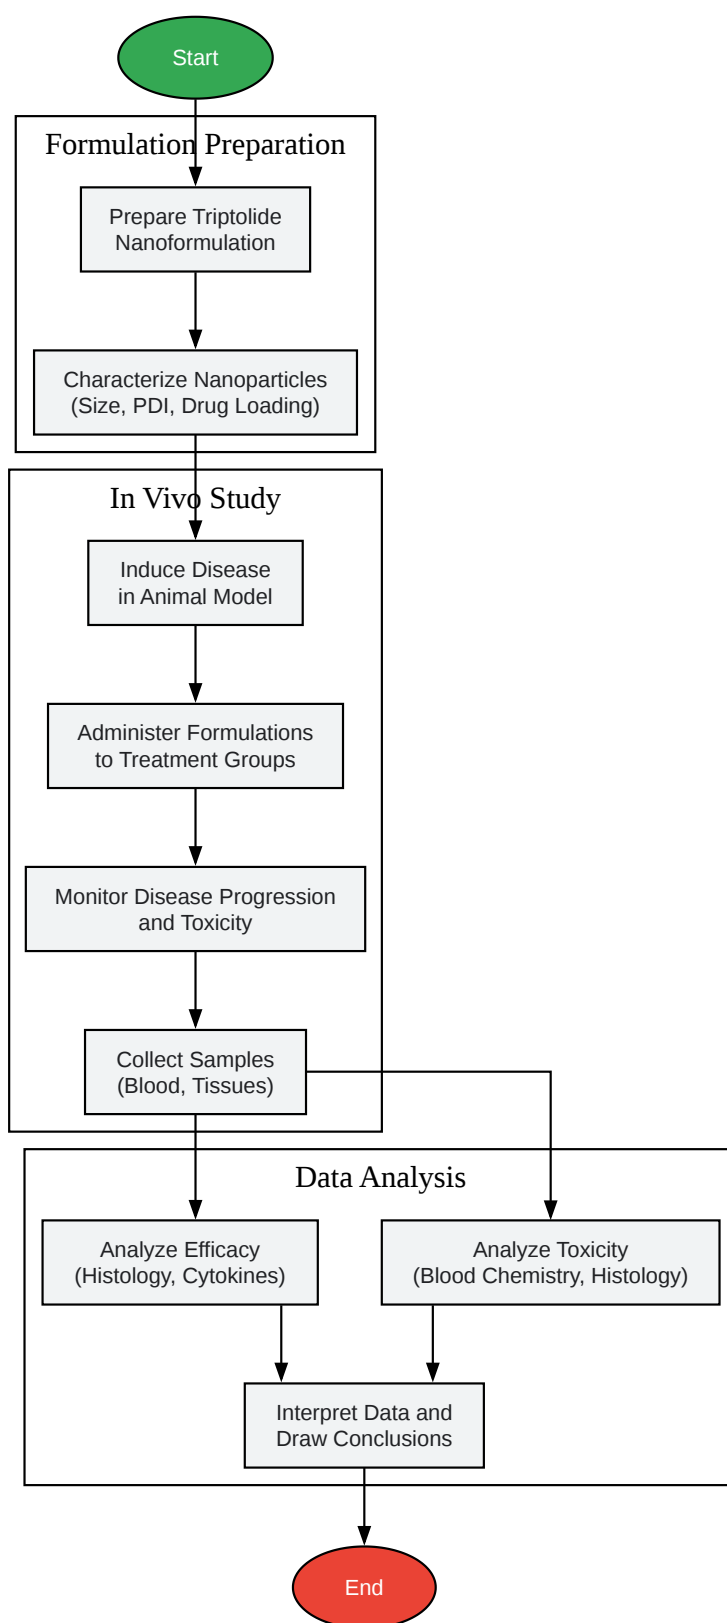 Start
Formulation Preparation
Prepare Triptolide
Nanoformulation
Characterize Nanoparticles
(Size, PDI, Drug Loading)
In Vivo Study
Induce Disease
in Animal Model
Administer Formulations
to Treatment Groups
Monitor Disease Progression
and Toxicity
Collect Samples
(Blood, Tissues)
Data Analysis
Analyze Efficacy
(Histology, Cytokines)
Analyze Toxicity
(Blood Chemistry, Histology)
Interpret Data and
Draw Conclusions
End